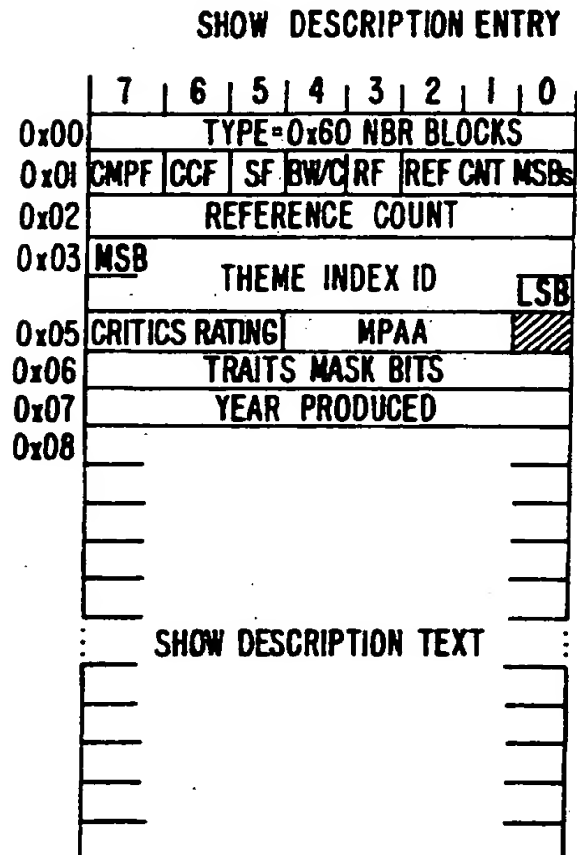 SHOW DESCRIPTION ENTRY
7 6 5 4 3 2 1 0
0x00 TYPE=0x60 NBR BLOCKS
0x01 CMPF CCF SF BW/C RF REF CNT MSBs
0x02 REFERENCE COUNT
0x03 MSB
THEME INDEX ID
LSB
0x05 CRITICS RATING MPAA
0x06 TRAITS MASK BITS
0x07 YEAR PRODUCED
0x08
SHOW DESCRIPTION TEXT